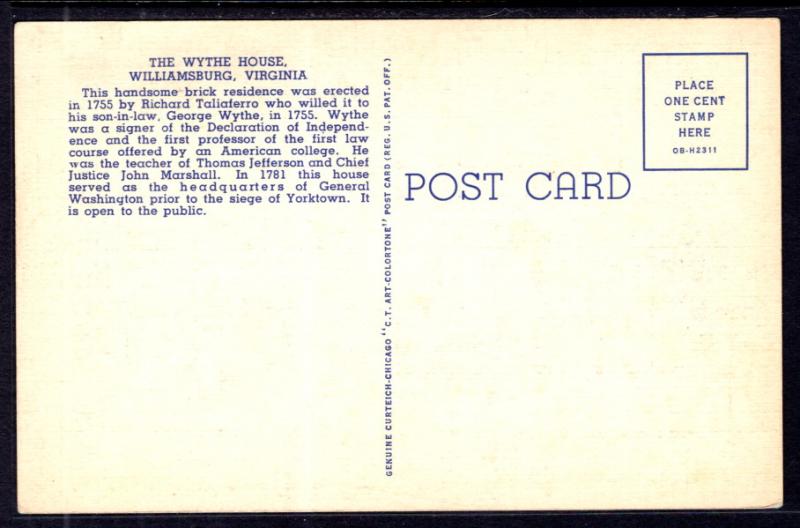 THE WYTHE HOUSE,
WILLIAMSBURG, VIRGINIA
This handsome brick residence was erected
in 1755 by Richard Taliaferro who willed it to
his son-in-law, George Wythe, in 1755. Wythe
was a signer of the Declaration of Independ-
ence and the first professor of the first law
course offered by an American college. He
was the teacher of Thomas Jefferson and Chief
Justice John Marshall. In 1781 this house
served as the headquarters of General
Washington prior to the siege of Yorktown. It
is open to the public.
GENUINE CURTEICH-CHICAGO "C.T. ART-COLORTONE" POST CARD (REG. U.S. PAT. OFF.)
POST CARD
PLACE
ONE CENT
STAMP
HERE
OB-H2311